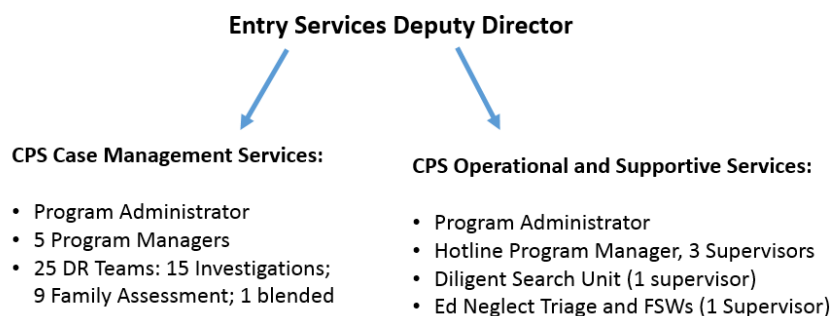 Entry Services Deputy Director
CPS Case Management Services:
• Program Administrator
• 5 Program Managers
• 25 DR Teams: 15 Investigations;
9 Family Assessment; 1 blended
CPS Operational and Supportive Services:
• Program Administrator
• Hotline Program Manager, 3 Supervisors
• Diligent Search Unit (1 supervisor)
• Ed Neglect Triage and FSWs (1 Supervisor)